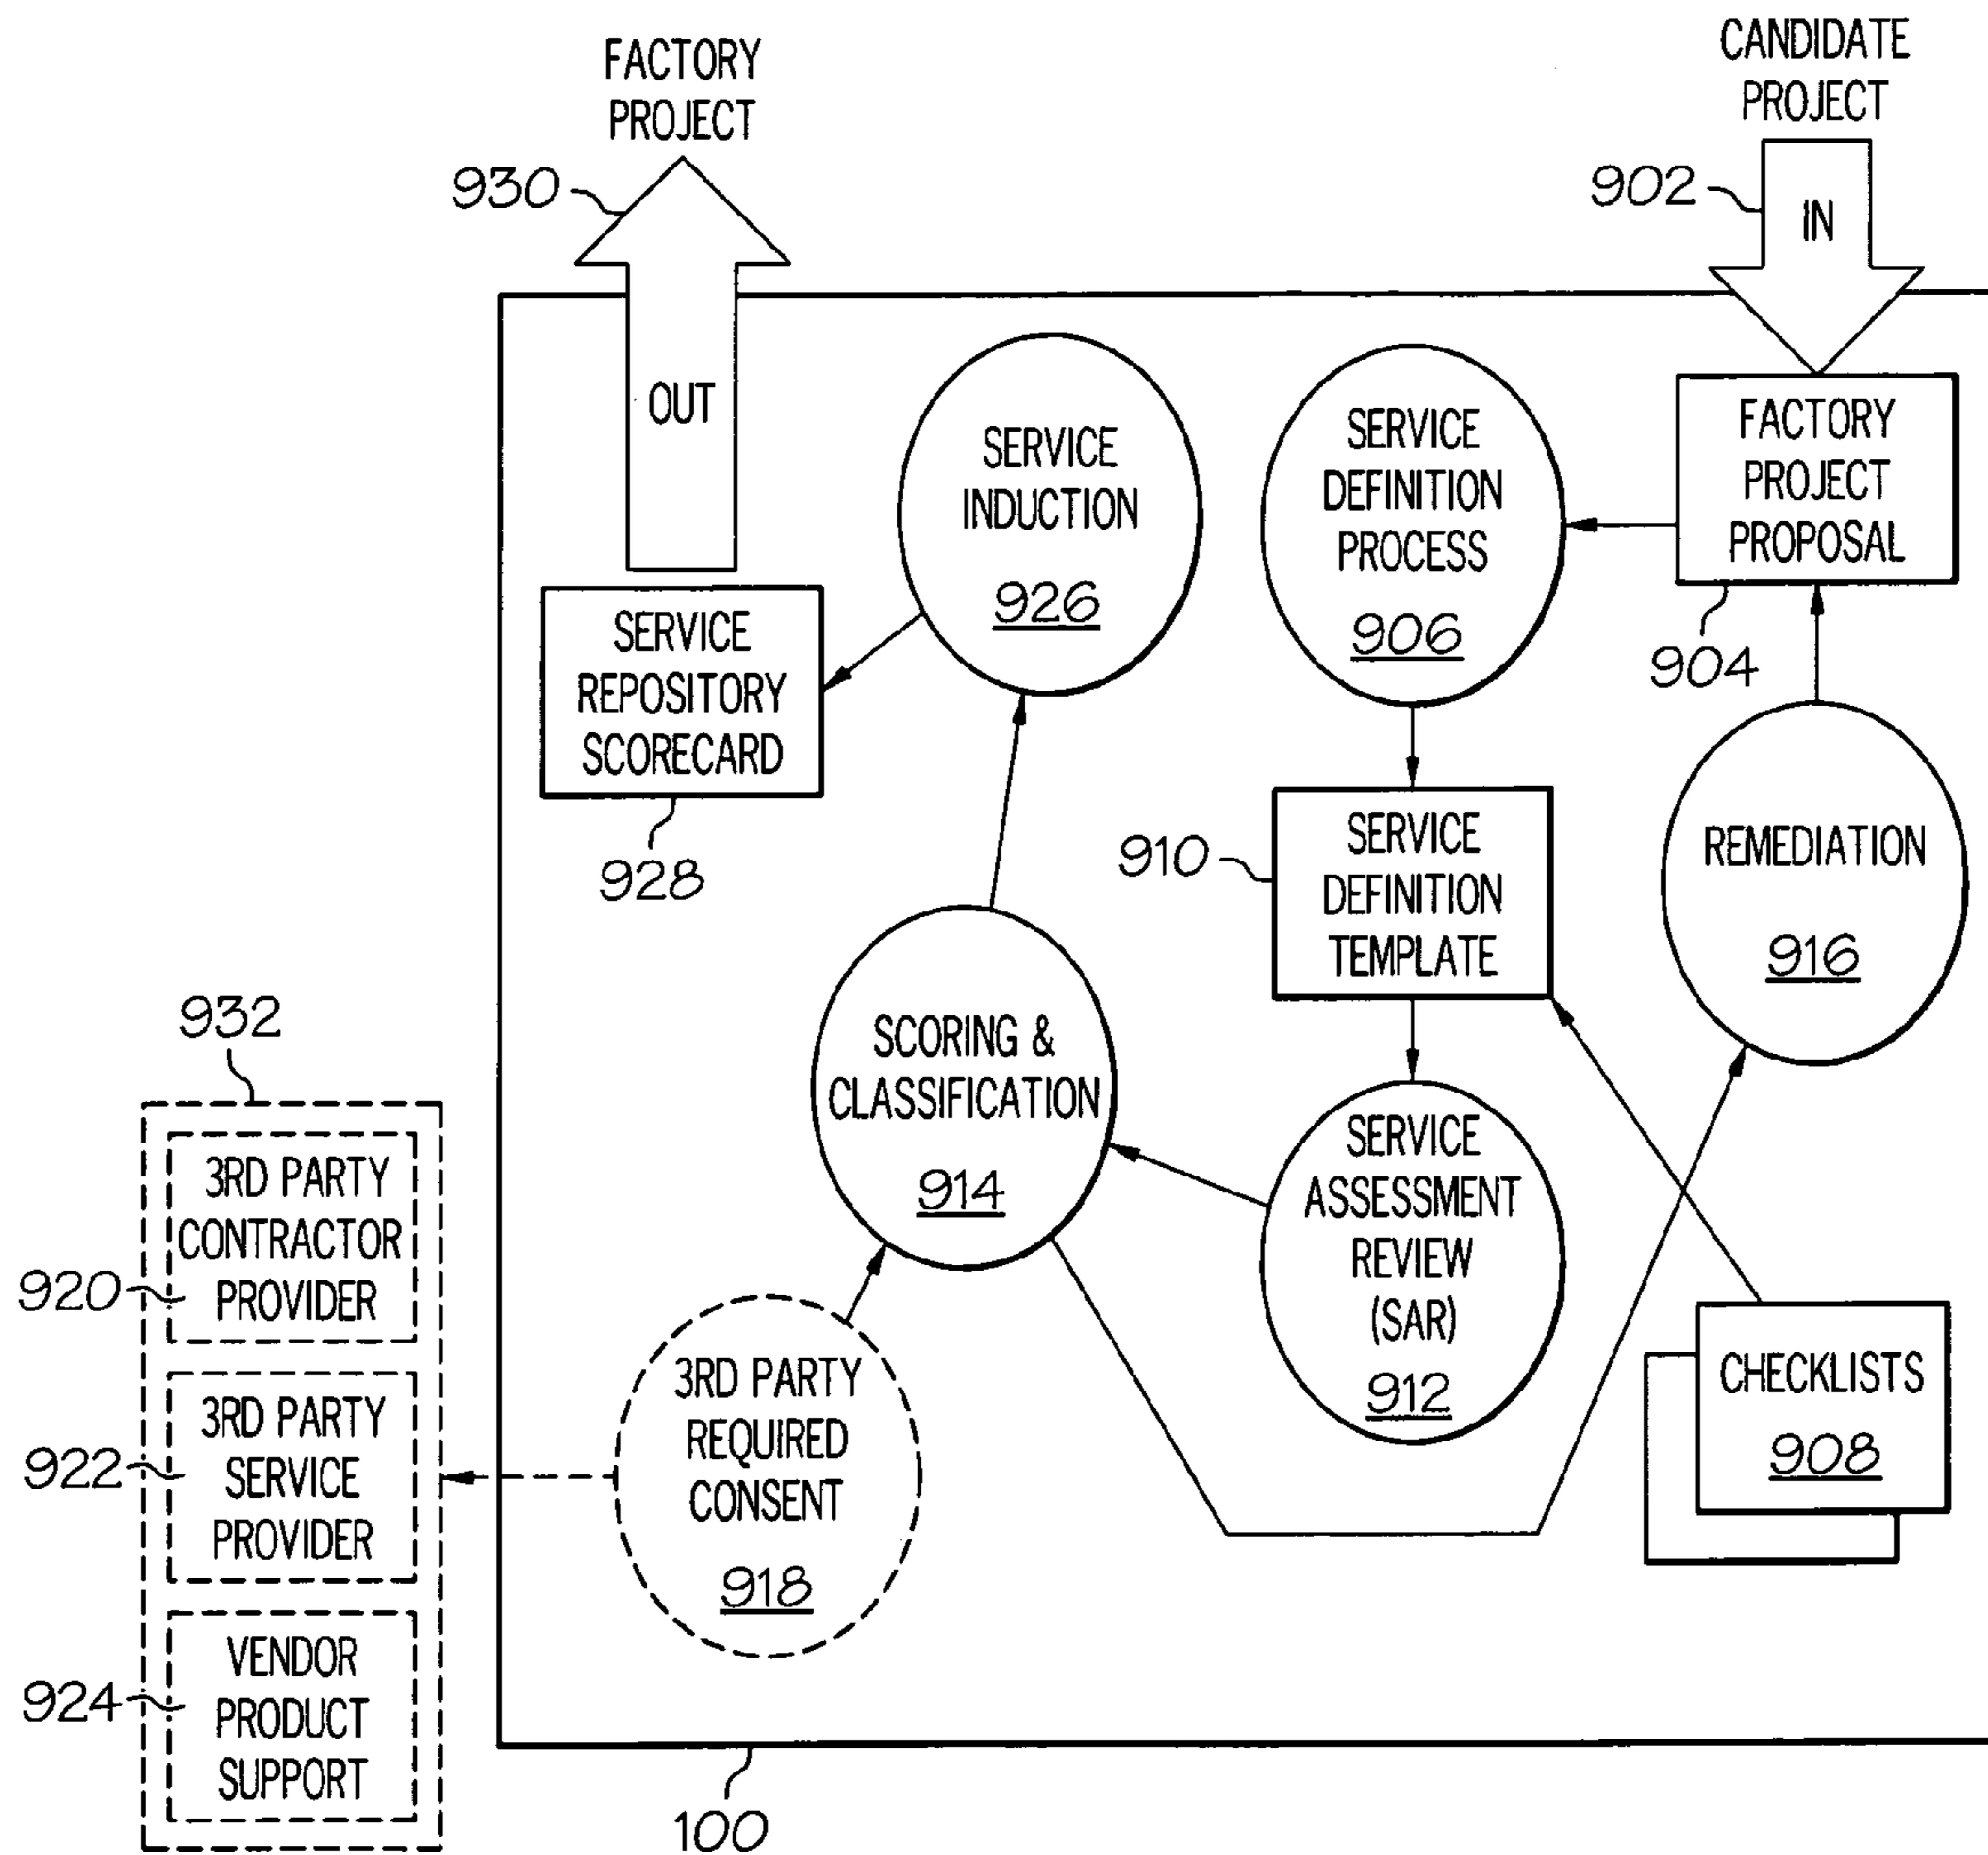 FACTORY
PROJECT
930
CANDIDATE
PROJECT
902
IN
OUT
SERVICE
INDUCTION
926
SERVICE
DEFINITION
PROCESS
906
FACTORY
PROJECT
PROPOSAL
904
SERVICE
REPOSITORY
SCORECARD
928
910
SERVICE
DEFINITION
TEMPLATE
REMEDIATION
916
SCORING &
CLASSIFICATION
914
SERVICE
ASSESSMENT
REVIEW
(SAR)
912
CHECKLISTS
908
932
3RD PARTY
CONTRACTOR
PROVIDER
920
3RD PARTY
SERVICE
PROVIDER
922
VENDOR
PRODUCT
SUPPORT
924
3RD PARTY
REQUIRED
CONSENT
918
100